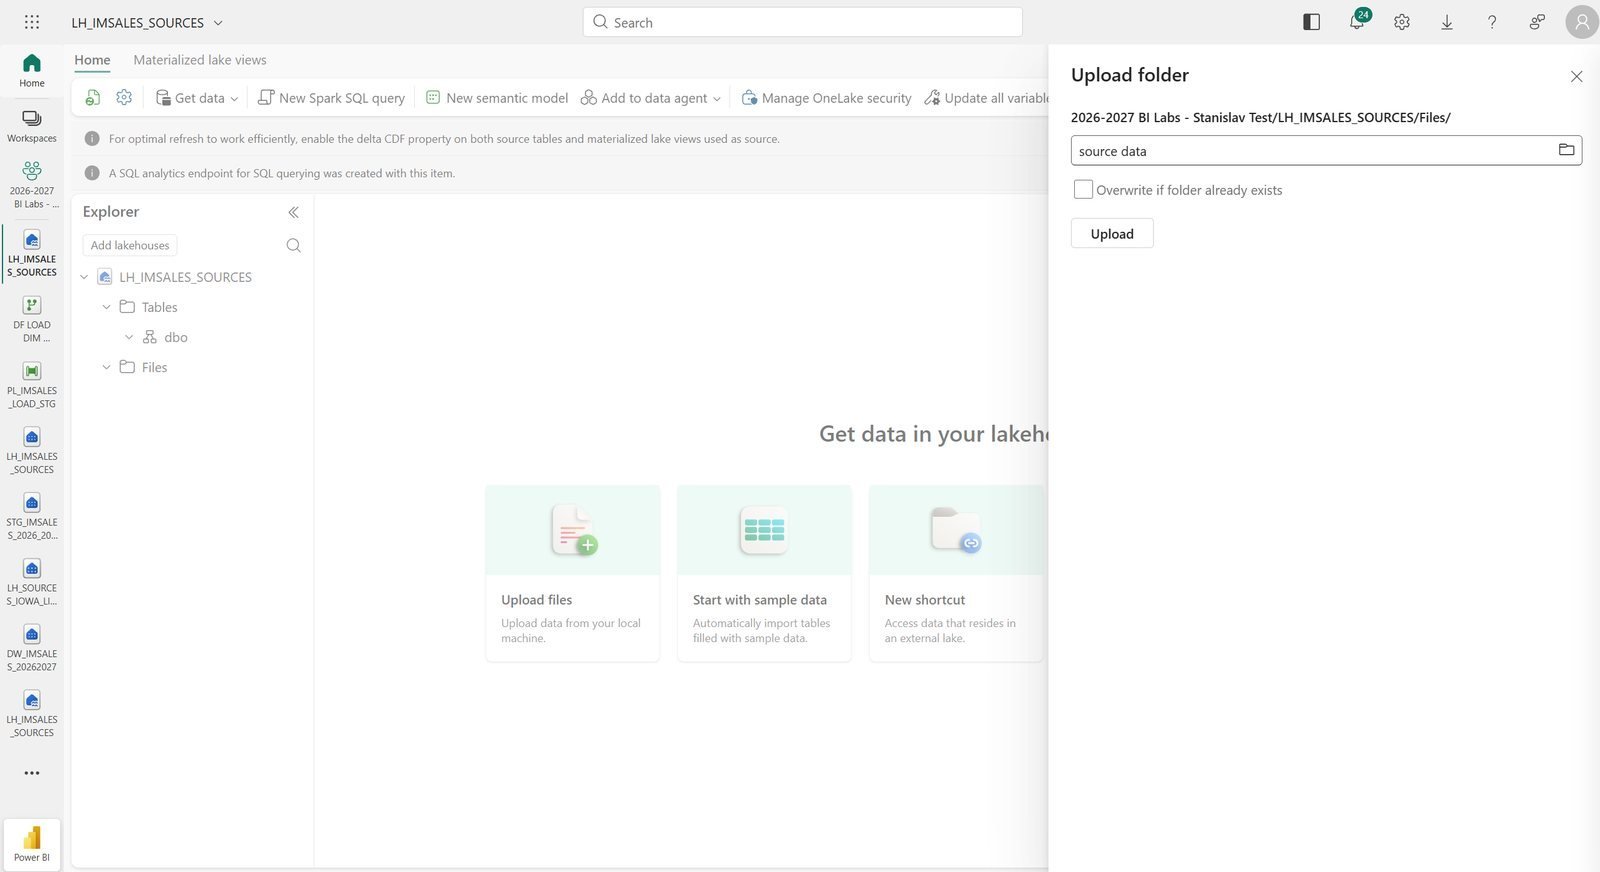 LH_IMSALES_SOURCES
Search
24
Home
Workspaces
2026-2027
BI Labs - ...
LH_IMSALE
S_SOURCES
DF LOAD
DIM ...
PL_IMSALES
_LOAD_STG
LH_IMSALES
_SOURCES
STG_IMSALE
S_2026_20...
LH_SOURCE
S_IOWA_LI...
DW_IMSALE
S_20262027
LH_IMSALES
_SOURCES
Power BI
Home
Materialized lake views
Get data
New Spark SQL query
New semantic model
Add to data agent
Manage OneLake security
Update all variable
For optimal refresh to work efficiently, enable the delta CDF property on both source tables and materialized lake views used as source.
A SQL analytics endpoint for SQL querying was created with this item.
Explorer
Add lakehouses
LH_IMSALES_SOURCES
Tables
dbo
Files
Get data in your lakeho
Upload files
Upload data from your local
machine.
Start with sample data
Automatically import tables
filled with sample data.
New shortcut
Access data that resides in
an external lake.
Upload folder
2026-2027 BI Labs - Stanislav Test/LH_IMSALES_SOURCES/Files/
source data
Overwrite if folder already exists
Upload